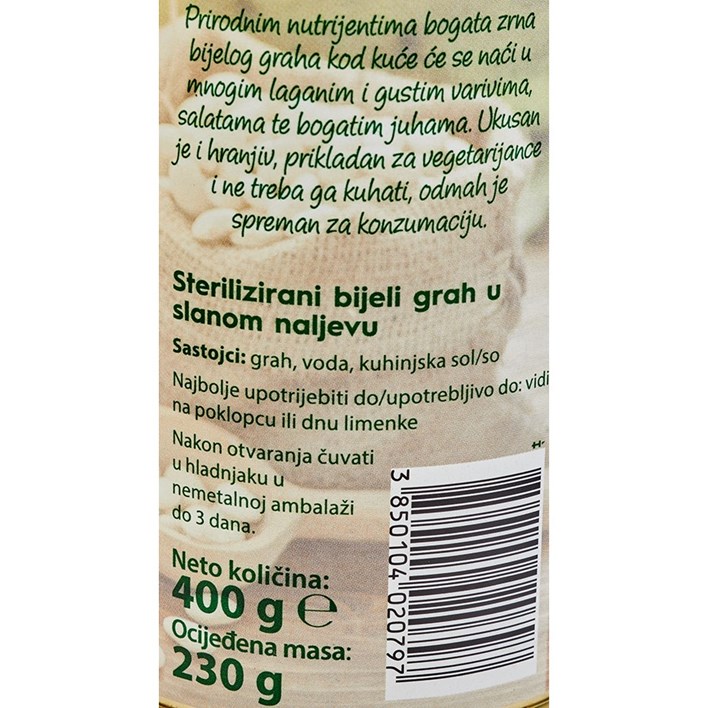 Prirodnim nutrijentima bogata zrna
bijelog graha kod kuće će se naći u
mnogim laganim i gustim varivima,
salatama te bogatim juhama. Ukusan
je i hranjiv, prikladan za vegetarijance
i ne treba ga kuhati, odmah je
spreman za konzumaciju.
Sterilizirani bijeli grah u
slanom naljevu
Sastojci: grah, voda, kuhinjska sol/so
Najbolje upotrijebiti do/upotrebljivo do: vidi
na poklopcu ili dnu limenke
Nakon otvaranja čuvati
u hladnjaku u
nemetalnoj ambalaži
do 3 dana.
Neto količina:
400 g ℮
Ocijeđena masa:
230 g
3 850104 020797